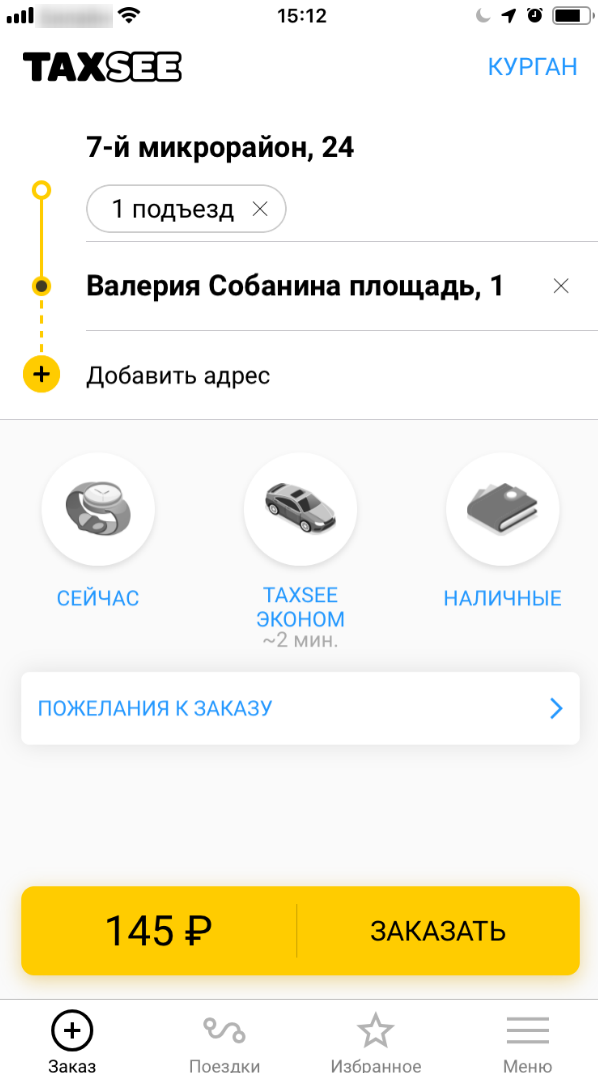 15:12
TAXSEE
КУРГАН
7-й микрорайон, 24
1 подъезд
Валерия Собанина площадь, 1
Добавить адрес
СЕЙЧАС
TAXSEE
ЭКОНОМ
~2 мин.
НАЛИЧНЫЕ
ПОЖЕЛАНИЯ К ЗАКАЗУ
145 ₽
ЗАКАЗАТЬ
Заказ
Поездки
Избранное
Меню